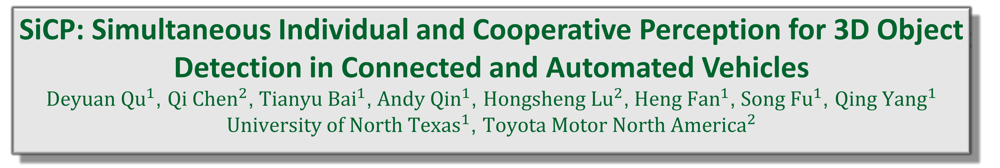 SiCP: Simultaneous Individual and Cooperative Perception for 3D Object
Detection in Connected and Automated Vehicles
Deyuan Qu¹, Qi Chen², Tianyu Bai¹, Andy Qin¹, Hongsheng Lu², Heng Fan¹, Song Fu¹, Qing Yang¹
University of North Texas¹, Toyota Motor North America²